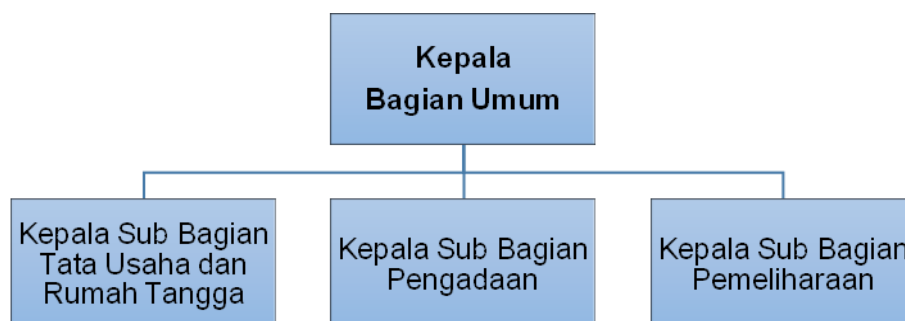 Kepala
Bagian Umum
Kepala Sub Bagian
Tata Usaha dan
Rumah Tangga
Kepala Sub Bagian
Pengadaan
Kepala Sub Bagian
Pemeliharaan